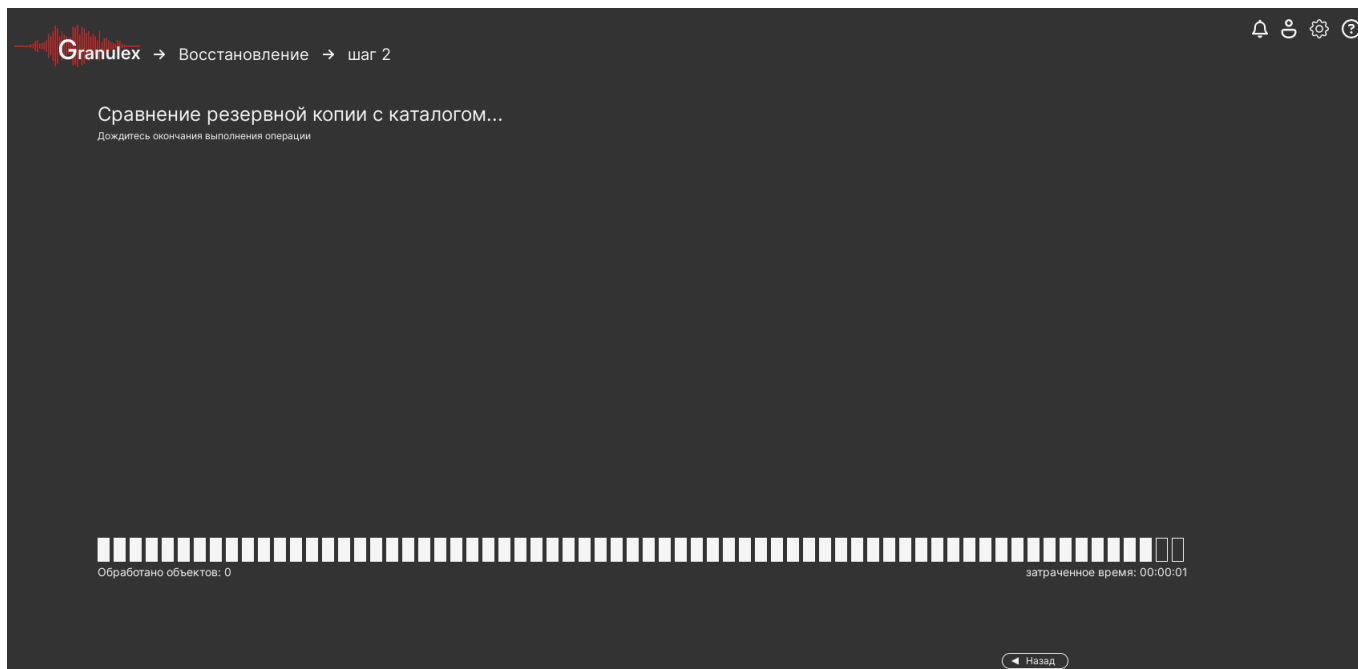 Granulex → Восстановление → шаг 2
Сравнение резервной копии с каталогом...
Дождитесь окончания выполнения операции
Обработано объектов: 0
затраченное время: 00:00:01
◄ Назад